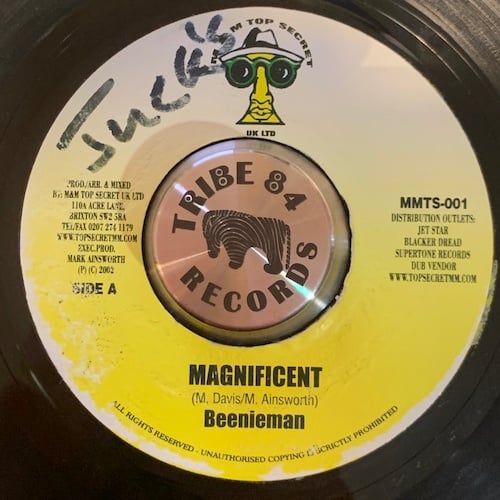 Juck's
M&M TOP SECRET
UK LTD
PROD/ARR. & MIXED
BY: M&M TOP SECRET UK LTD
110A ACRE LANE,
BRIXTON SW2 5RA
TEL/FAX 0207 274 1179
WWW.TOPSECRETMM.COM
EXEC.PROD.
MARK AINSWORTH
(P) (C) 2002
SIDE A
TRIBE 84
RECORDS
MMTS-001
DISTRIBUTION OUTLETS:
JET STAR
BLACKER DREAD
SUPERTONE RECORDS
DUB VENDOR
WWW.TOPSECRETMM.COM
MAGNIFICENT
(M, Davis/M. Ainsworth)
Beenieman
ALL RIGHTS RESERVED - UNAUTHORISED COPYING IS SCRICTLY PROHIBITED